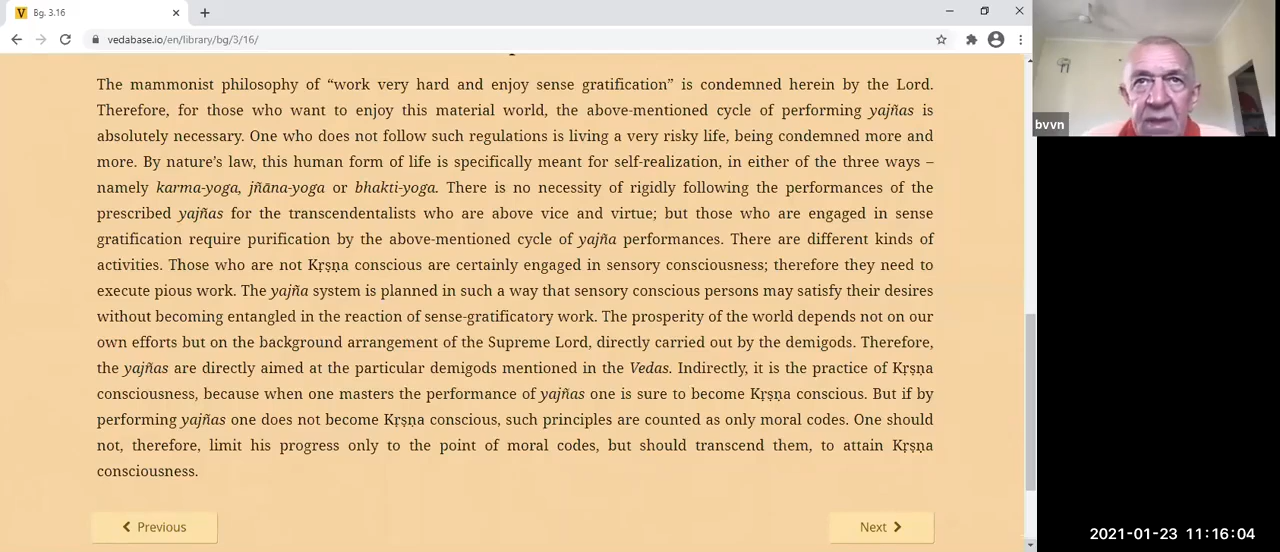 Bg. 3.16
vedabase.io/en/library/bg/3/16/
The mammonist philosophy of “work very hard and enjoy sense gratification” is condemned herein by the Lord.
Therefore, for those who want to enjoy this material world, the above-mentioned cycle of performing yajñas is
absolutely necessary. One who does not follow such regulations is living a very risky life, being condemned more and
more. By nature’s law, this human form of life is specifically meant for self-realization, in either of the three ways –
namely karma-yoga, jñāna-yoga or bhakti-yoga. There is no necessity of rigidly following the performances of the
prescribed yajñas for the transcendentalists who are above vice and virtue; but those who are engaged in sense
gratification require purification by the above-mentioned cycle of yajña performances. There are different kinds of
activities. Those who are not Kṛṣṇa conscious are certainly engaged in sensory consciousness; therefore they need to
execute pious work. The yajña system is planned in such a way that sensory conscious persons may satisfy their desires
without becoming entangled in the reaction of sense-gratificatory work. The prosperity of the world depends not on our
own efforts but on the background arrangement of the Supreme Lord, directly carried out by the demigods. Therefore,
the yajñas are directly aimed at the particular demigods mentioned in the Vedas. Indirectly, it is the practice of Kṛṣṇa
consciousness, because when one masters the performance of yajñas one is sure to become Kṛṣṇa conscious. But if by
performing yajñas one does not become Kṛṣṇa conscious, such principles are counted as only moral codes. One should
not, therefore, limit his progress only to the point of moral codes, but should transcend them, to attain Kṛṣṇa
consciousness.
Previous
Next
bvvn
2021-01-23 11:16:04